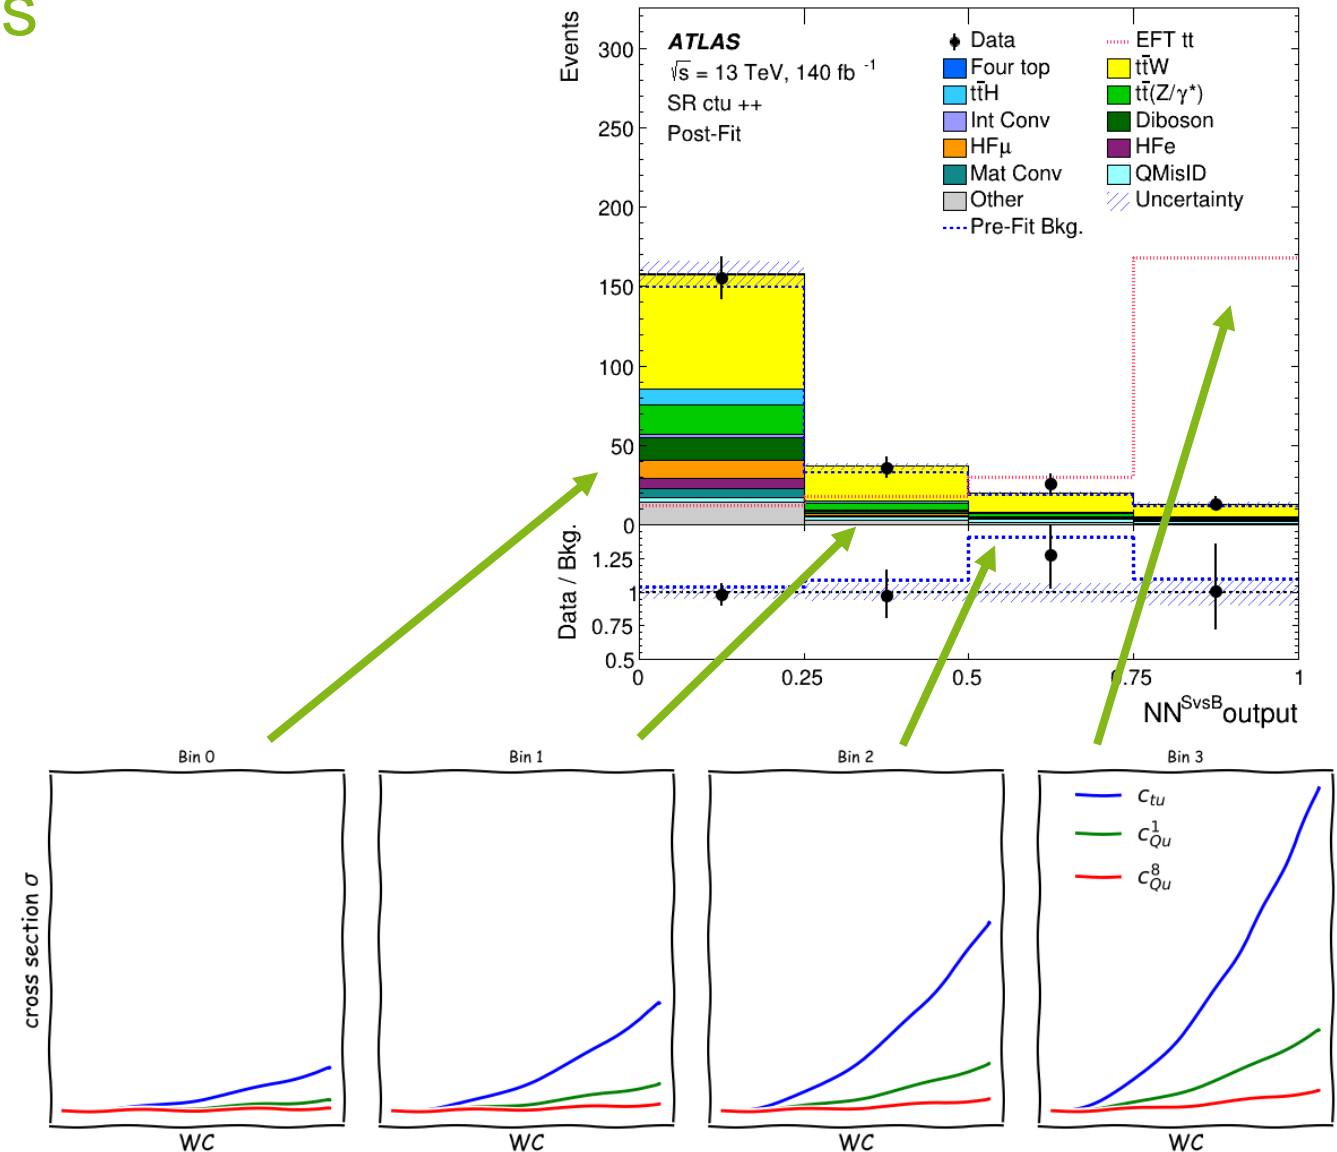 s
Events
300
250
200
150
100
50
0
ATLAS
√s = 13 TeV, 140 fb⁻¹
SR ctu ++
Post-Fit
Data
EFT tt
Four top
tt̄W
tt̄H
tt̄(Z/γ*)
Int Conv
Diboson
HFμ
HFe
Mat Conv
QMisID
Other
Uncertainty
Pre-Fit Bkg.
Data / Bkg.
1.25
1
0.75
0.5
0 0.25 0.5 0.75 1
NN^SvsB output
Bin 0
Bin 1
Bin 2
Bin 3
c_tu
c^1_Qu
c^8_Qu
cross section σ
WC
WC
WC
WC